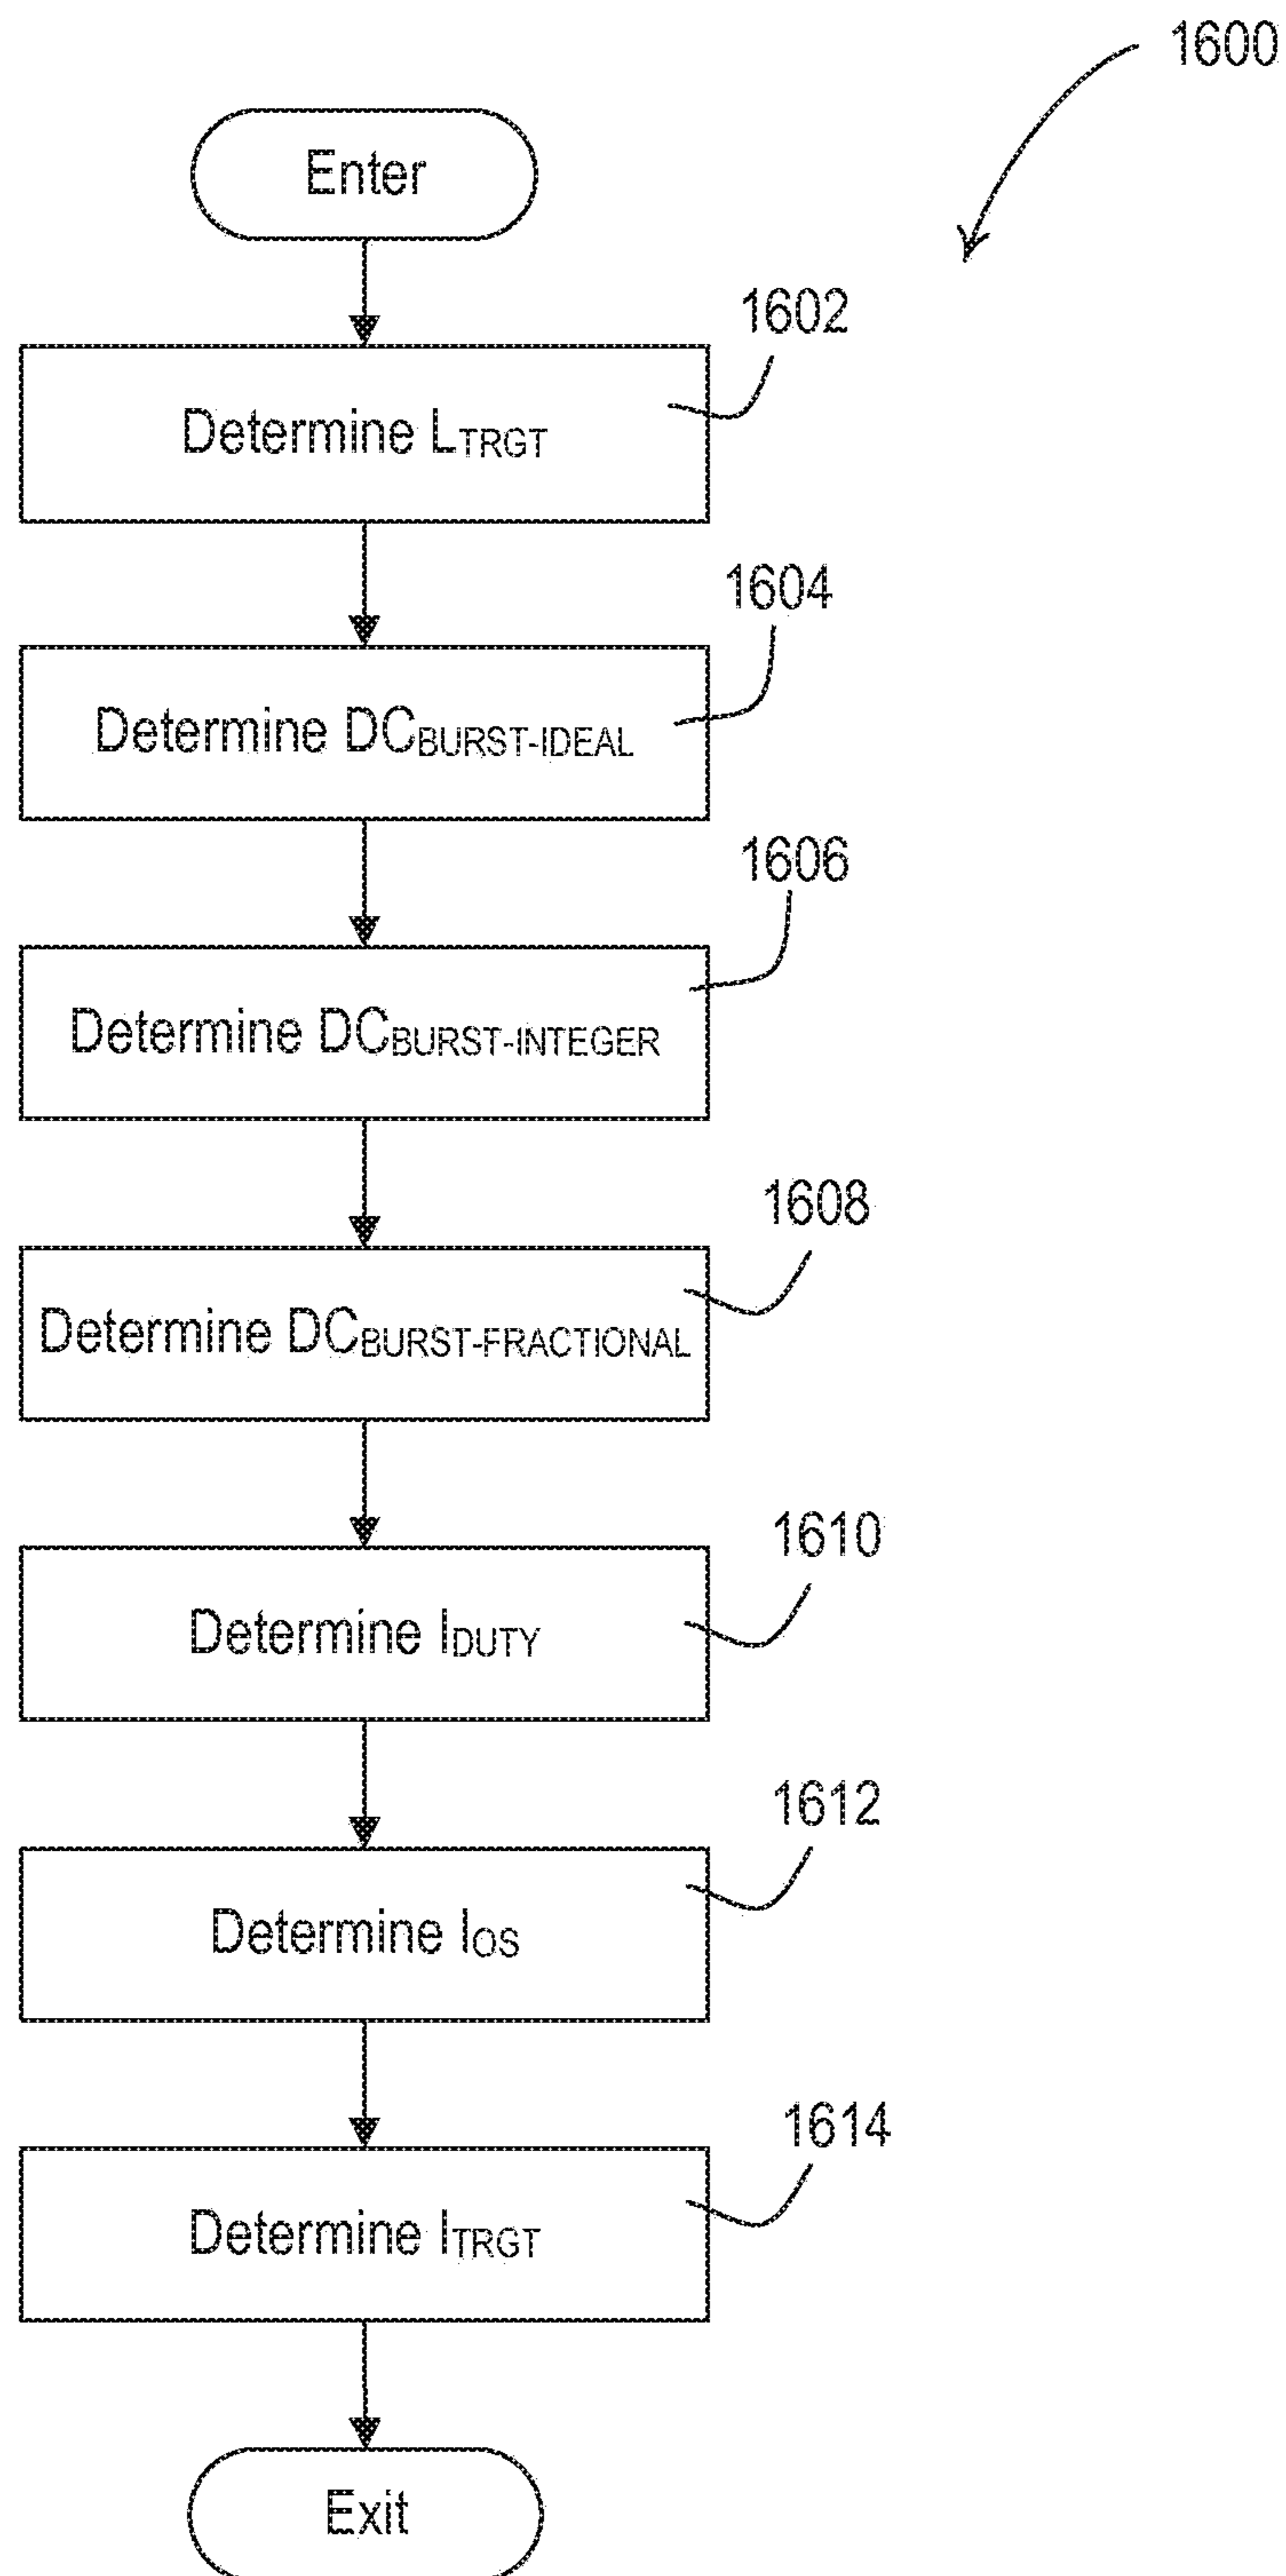 1600
Enter
1602
Determine LTRGT
1604
Determine DCBURST-IDEAL
1606
Determine DCBURST-INTEGER
1608
Determine DCBURST-FRACTIONAL
1610
Determine IDUTY
1612
Determine IOS
1614
Determine ITRGT
Exit